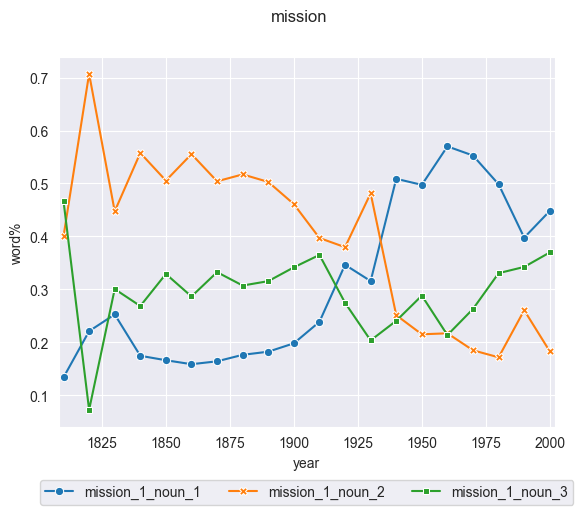 mission
0.7
0.6
0.5
0.4
0.3
0.2
0.1
word%
1825 1850 1875 1900 1925 1950 1975 2000
year
mission_1_noun_1 mission_1_noun_2 mission_1_noun_3